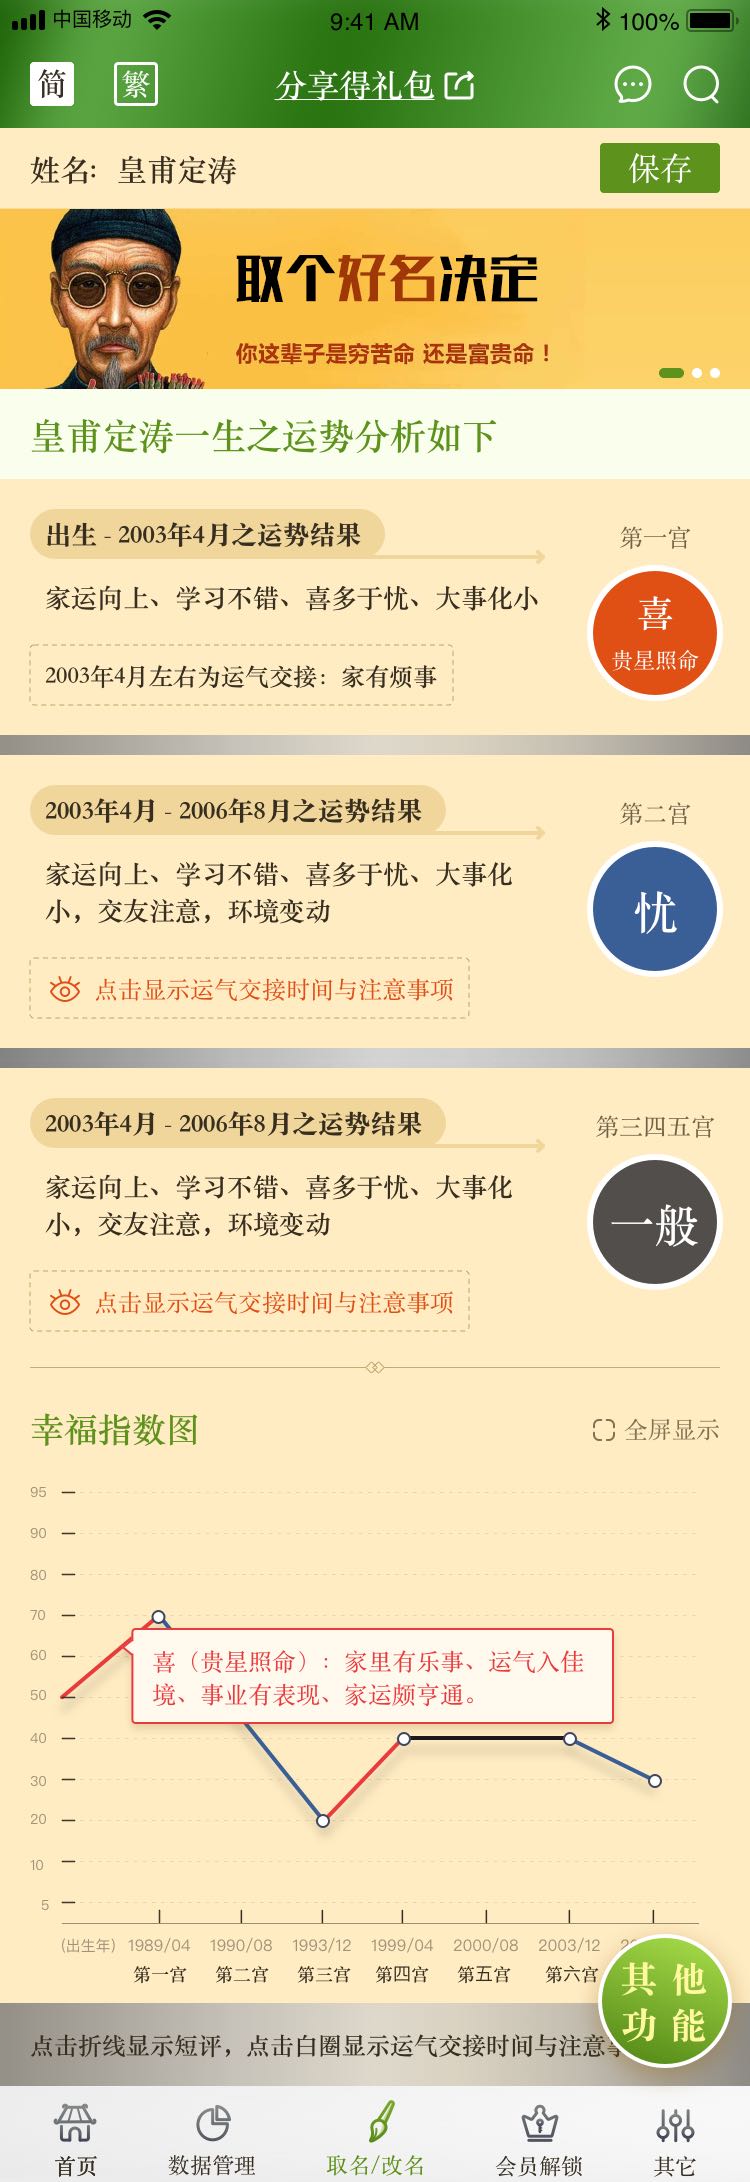 中国移动 9:41 AM 100%
简 繁 分享得礼包
姓名: 皇甫定涛 保存
取个好名决定
你这辈子是穷苦命 还是富贵命！
皇甫定涛一生之运势分析如下
出生 - 2003年4月之运势结果
第一宫
家运向上、学习不错、喜多于忧、大事化小
喜
贵星照命
2003年4月左右为运气交接：家有烦事
2003年4月 - 2006年8月之运势结果
第二宫
家运向上、学习不错、喜多于忧、大事化
小，交友注意，环境变动
忧
点击显示运气交接时间与注意事项
2003年4月 - 2006年8月之运势结果
第三四五宫
家运向上、学习不错、喜多于忧、大事化
小，交友注意，环境变动
一般
点击显示运气交接时间与注意事项
幸福指数图 全屏显示
95
90
80
70
60
喜（贵星照命）：家里有乐事、运气入佳
境、事业有表现、家运颇亨通。
50
40
30
20
10
5
(出生年) 1989/04 1990/08 1993/12 1999/04 2000/08 2003/12
第一宫 第二宫 第三宫 第四宫 第五宫 第六宫
其他
功能
点击折线显示短评，点击白圈显示运气交接时间与注意
首页 数据管理 取名/改名 会员解锁 其它